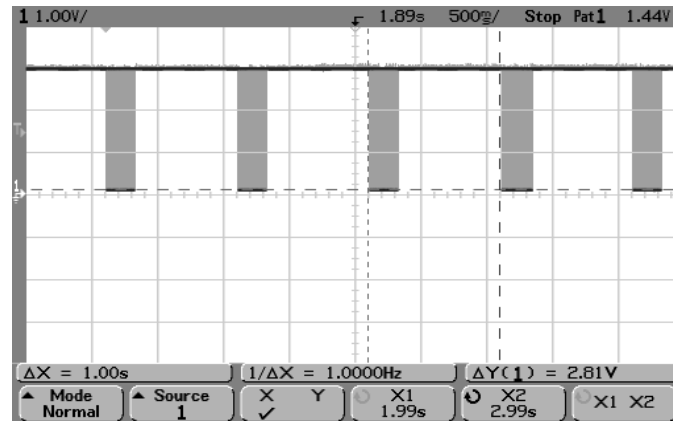 1 1.00V/ 1.89s 500ms/ Stop Pat1 1.44V
T
1
ΔX = 1.00s 1/ΔX = 1.0000Hz ΔY(1) = 2.81V
Mode Source X Y X1 X2 X1 X2
Normal 1 ✓ 1.99s 2.99s